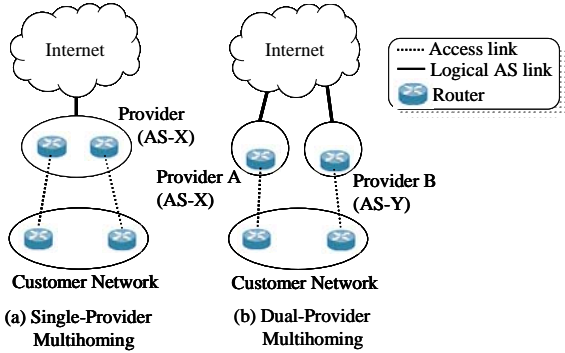 Internet
Provider
(AS-X)
Customer Network
(a) Single-Provider
Multihoming
Internet
Provider A
(AS-X)
Provider B
(AS-Y)
Customer Network
(b) Dual-Provider
Multihoming
Access link
Logical AS link
Router